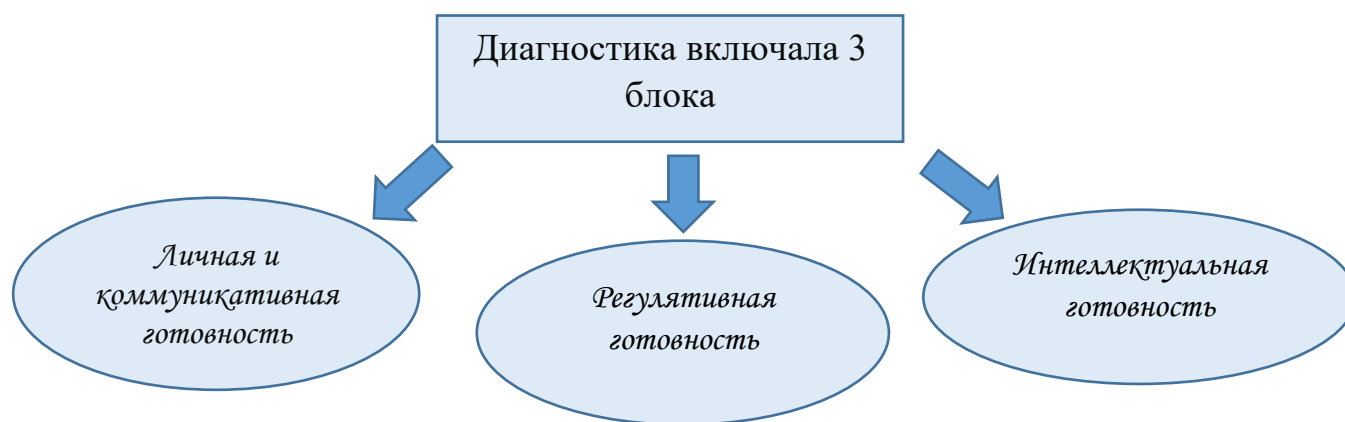 Диагностика включала 3
блока
Личная и
коммуникативная
готовность
Регулятивная
готовность
Интеллектуальная
готовность